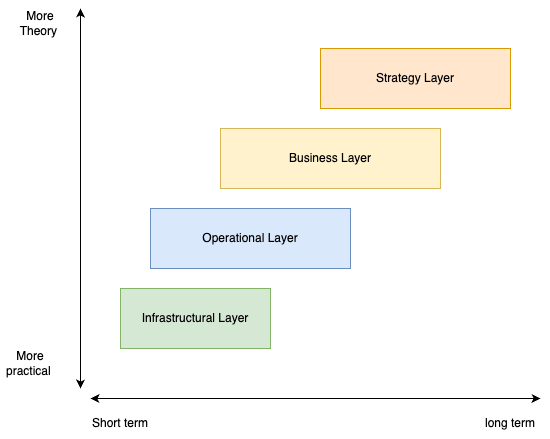 More
Theory
Strategy Layer
Business Layer
Operational Layer
Infrastructural Layer
More
practical
Short term
long term